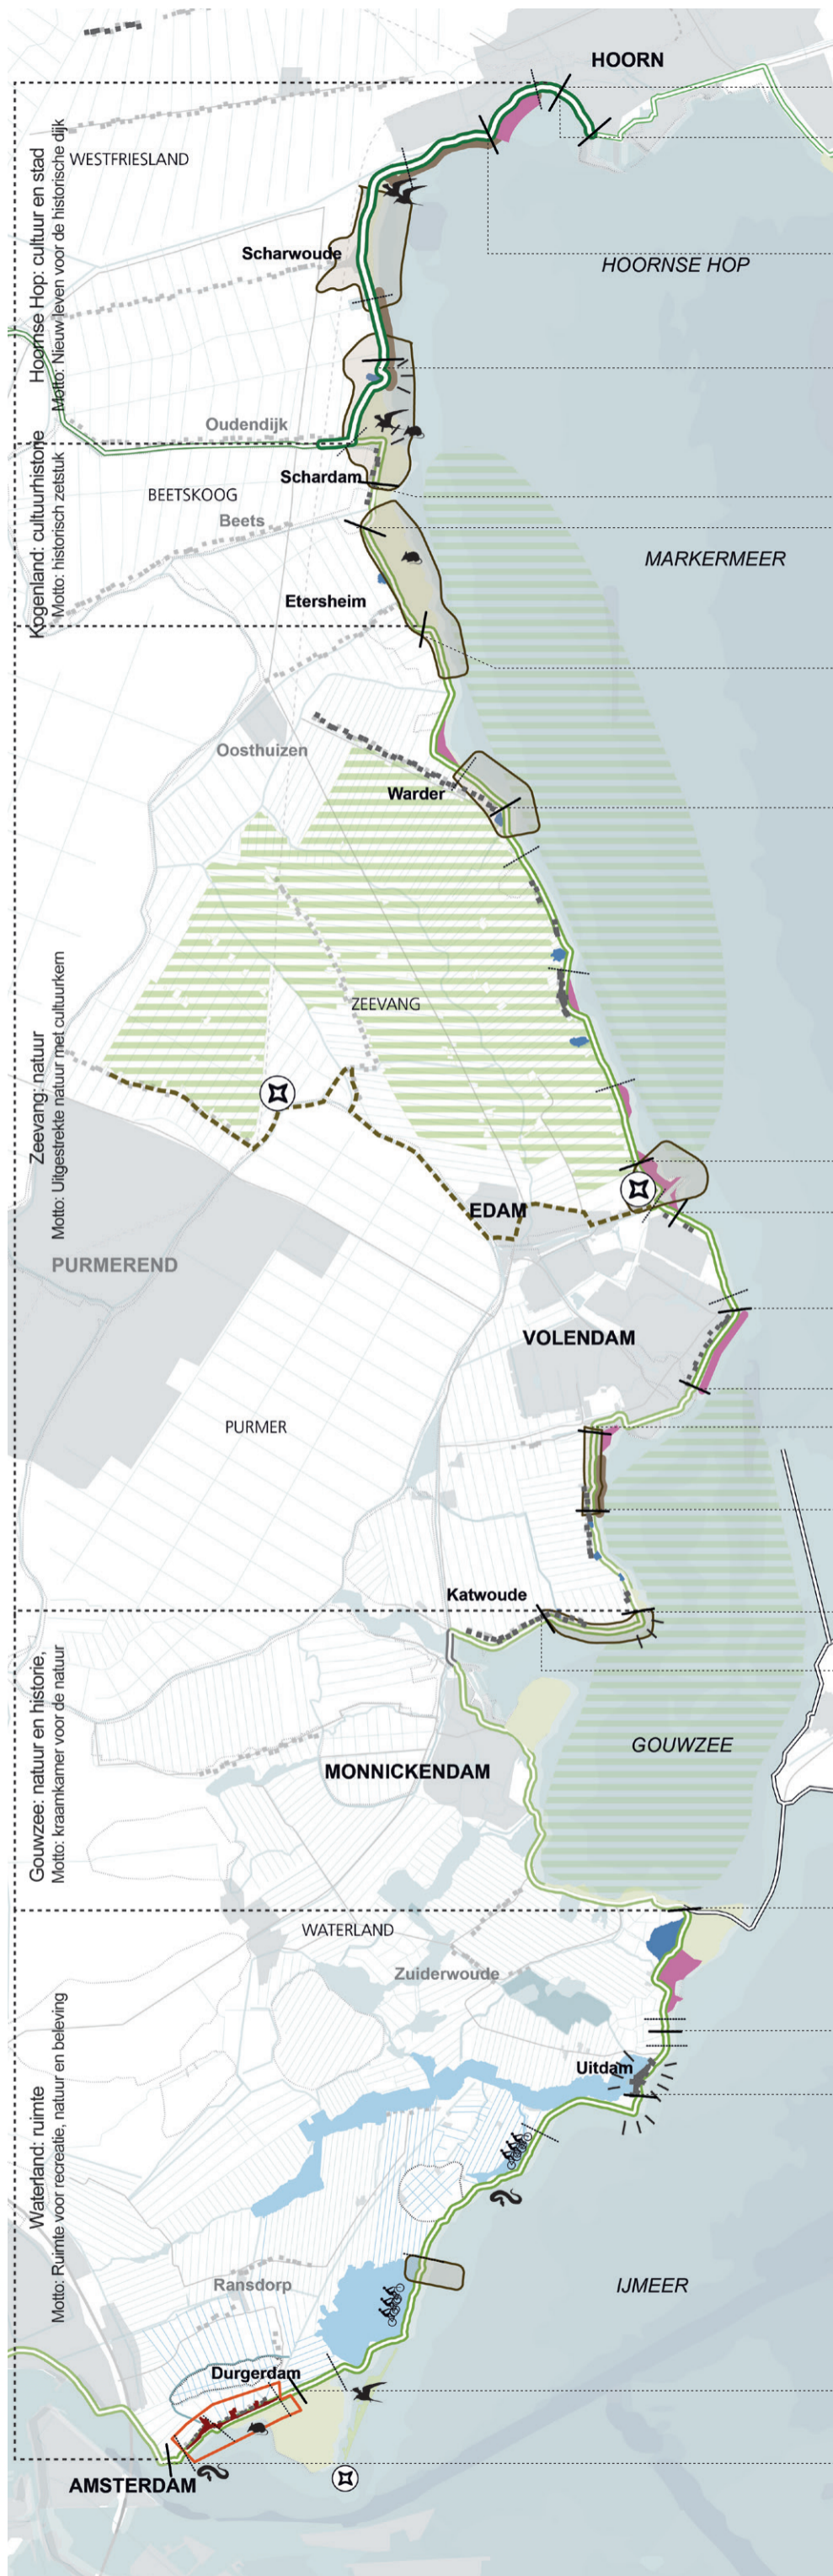 HOORN
WESTFRIESLAND
Hoornse Hop: cultuur en stad
Motto: Nieuw leven voor de historische dijk
Scharwoude
HOORNSE HOP
Oudendijk
Schardam
BEETSKOOG
Beets
Kogenland: cultuurhistorie
Motto: historisch zetstuk
MARKERMEER
Etersheim
Oosthuizen
Warder
ZEEVANG
Zeevang: natuur
Motto: Uitgestrekte natuur met cultuurkern
EDAM
PURMEREND
VOLENDAM
PURMER
Katwoude
Gouwzee: natuur en historie,
Motto: kraamkamer voor de natuur
GOUWZEE
MONNICKENDAM
WATERLAND
Zuiderwoude
Uitdam
Waterland: ruimte
Motto: Ruimte voor recreatie, natuur en beleving
Ransdorp
IJMEER
Durgerdam
AMSTERDAM